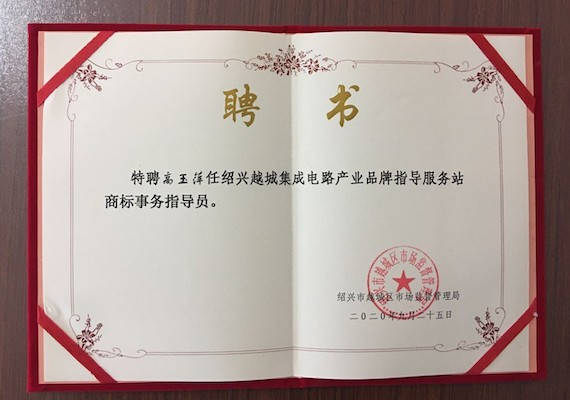 聘 书
特聘高玉萍任绍兴越城集成电路产业品牌指导服务站
商标事务指导员。
绍兴市越城区市场监督管理局
二〇二〇年九月二十五日